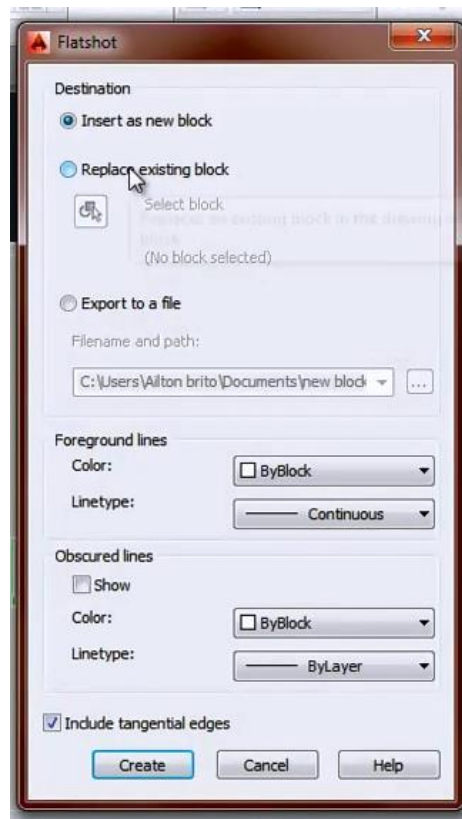 Flatshot
Destination
Insert as new block
Replace existing block
Select block
(No block selected)
Export to a file
Filename and path:
C:\Users\Ailton brito\Documents\new block
...
Foreground lines
Color:
ByBlock
Linetype:
Continuous
Obscured lines
Show
Color:
ByBlock
Linetype:
ByLayer
Include tangential edges
Create
Cancel
Help